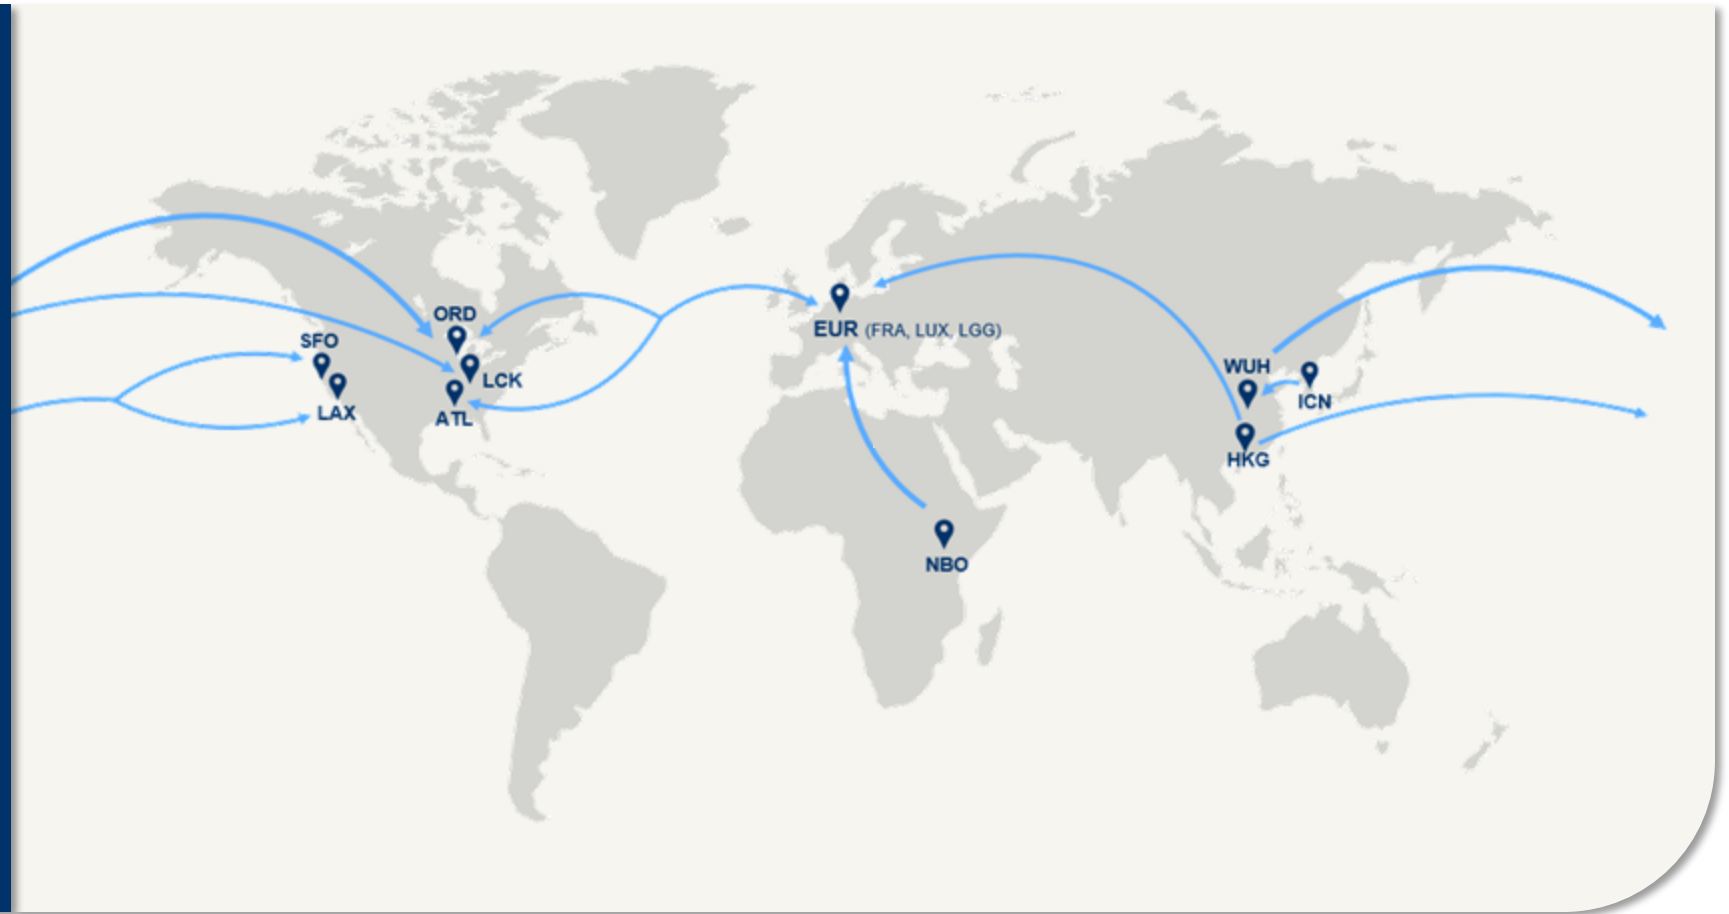 ORD
SFO
LCK
LAX
ATL
EUR (FRA, LUX, LGG)
WUH
ICN
HKG
NBO